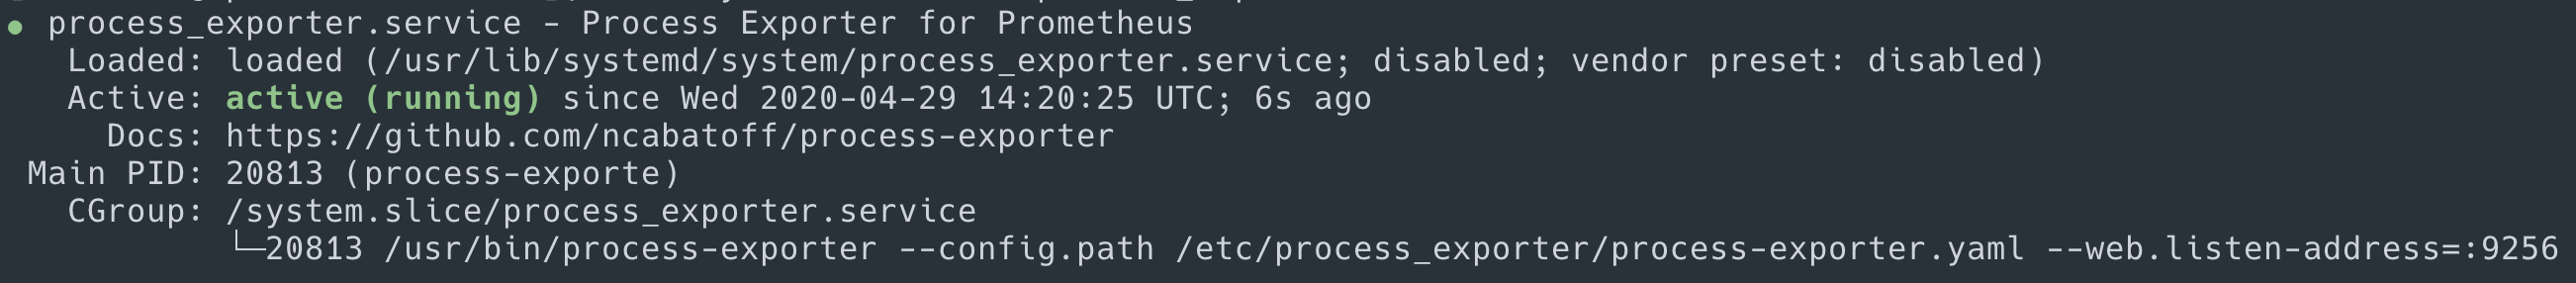 ● process_exporter.service - Process Exporter for Prometheus
Loaded: loaded (/usr/lib/systemd/system/process_exporter.service; disabled; vendor preset: disabled)
Active: active (running) since Wed 2020-04-29 14:20:25 UTC; 6s ago
Docs: https://github.com/ncabatoff/process-exporter
Main PID: 20813 (process-exporte)
CGroup: /system.slice/process_exporter.service
└─20813 /usr/bin/process-exporter --config.path /etc/process_exporter/process-exporter.yaml --web.listen-address=:9256